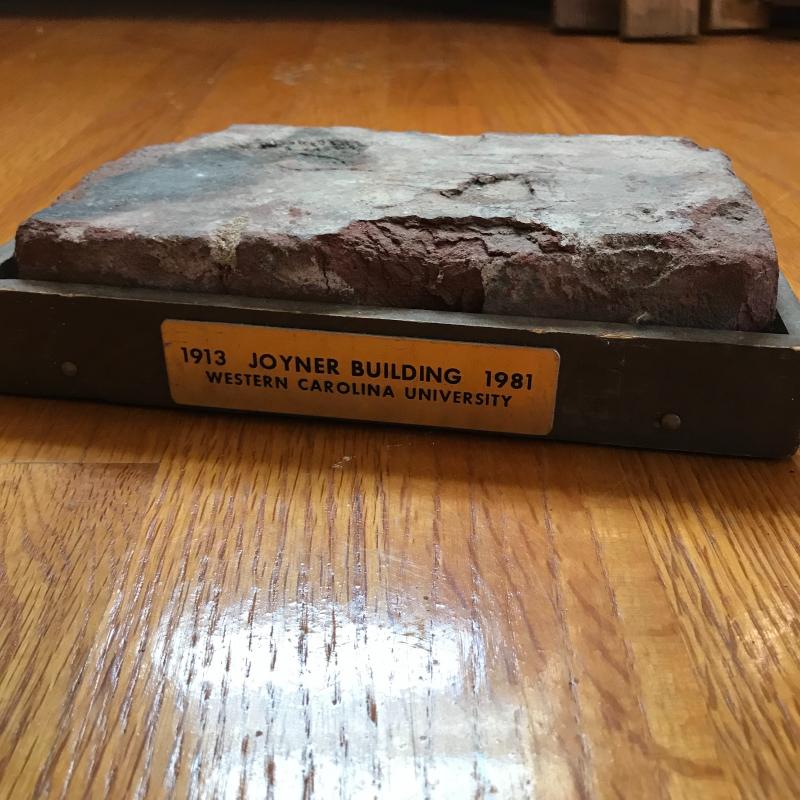 1913 JOYNER BUILDING 1981
WESTERN CAROLINA UNIVERSITY